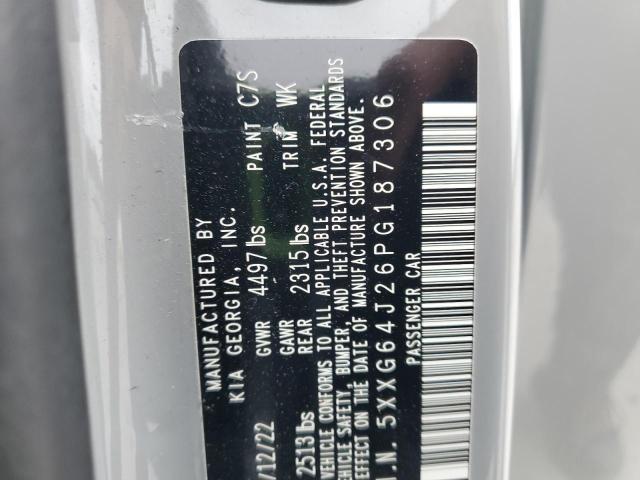 MANUFACTURED BY
KIA GEORGIA, INC.
/12/22 GVWR 4497 lbs PAINT C7S
GAWR
2513 lbs REAR 2315 lbs TRIM WK
VEHICLE CONFORMS TO ALL APPLICABLE U.S.A. FEDERAL
VEHICLE SAFETY, BUMPER, AND THEFT PREVENTION STANDARDS
EFFECT ON THE DATE OF MANUFACTURE SHOWN ABOVE.
.N. 5XXG64J26PG187306
PASSENGER CAR